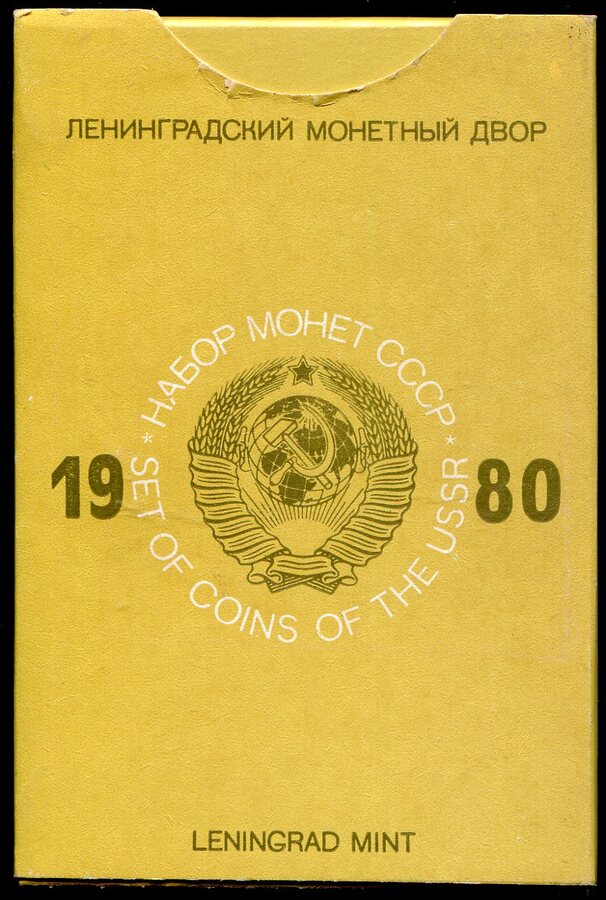 ЛЕНИНГРАДСКИЙ МОНЕТНЫЙ ДВОР
* НАБОР МОНЕТ СССР *
19 80
SET OF COINS OF THE USSR
LENINGRAD MINT